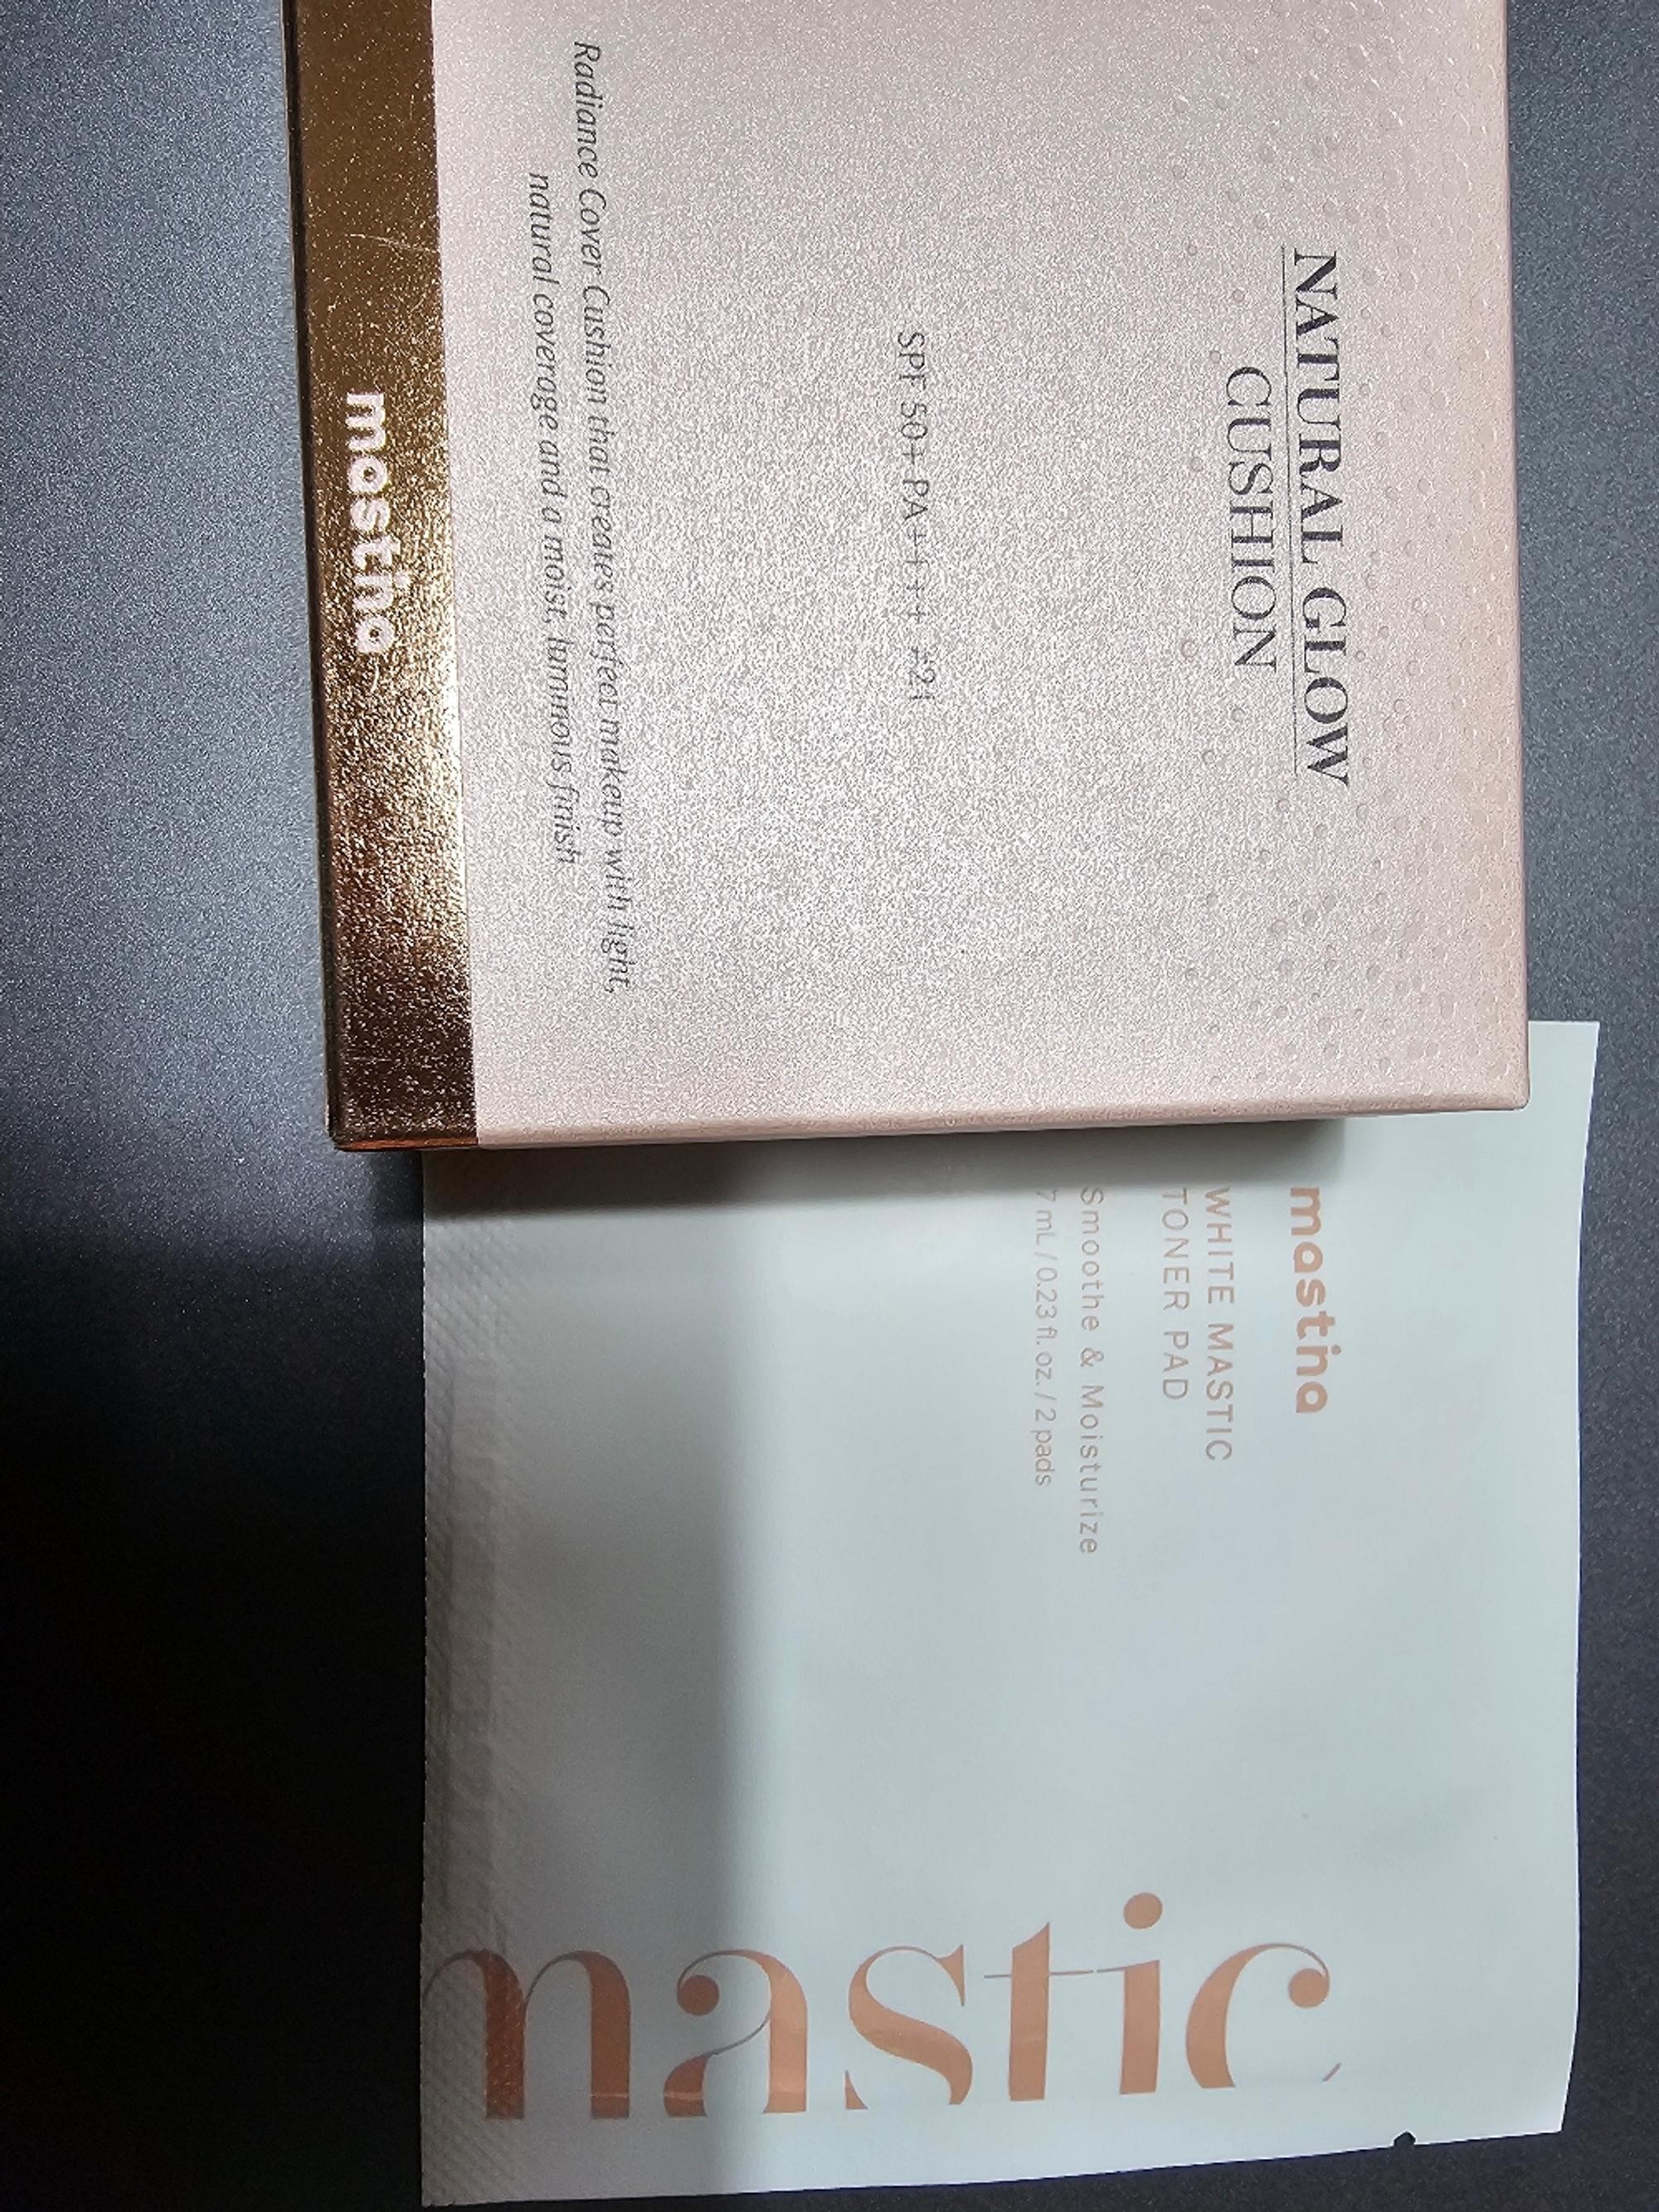 NATURAL GLOW
CUSHION
SPF 50+ PA++++ #21
Radiance Cover Cushion that creates perfect makeup with light,
natural coverage and a moist, luminous finish
mastina
mastina
WHITE MASTIC
TONER PAD
Smoothe & Moisturize
7 mL / 0.23 fl. oz. / 2 pads
mastic